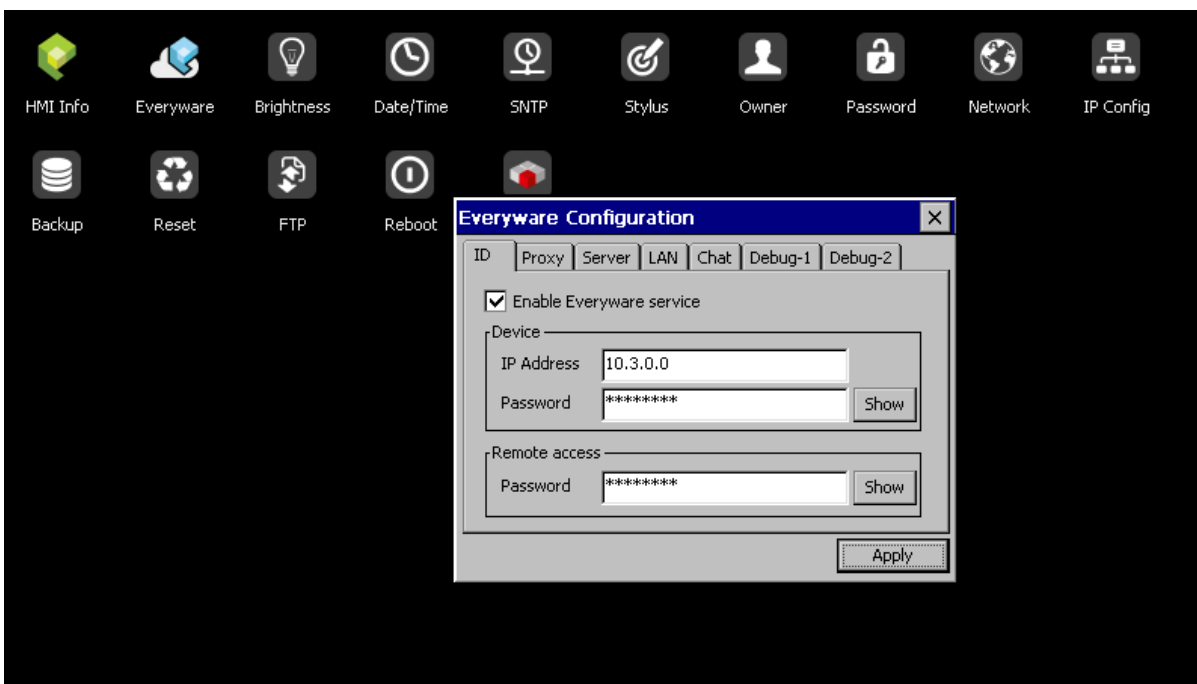 HMI Info Everyware Brightness Date/Time SNTP Stylus Owner Password Network IP Config
Backup Reset FTP Reboot
Everyware Configuration
ID Proxy Server LAN Chat Debug-1 Debug-2
Enable Everyware service
Device
IP Address 10.3.0.0
Password ******** Show
Remote access
Password ******** Show
Apply